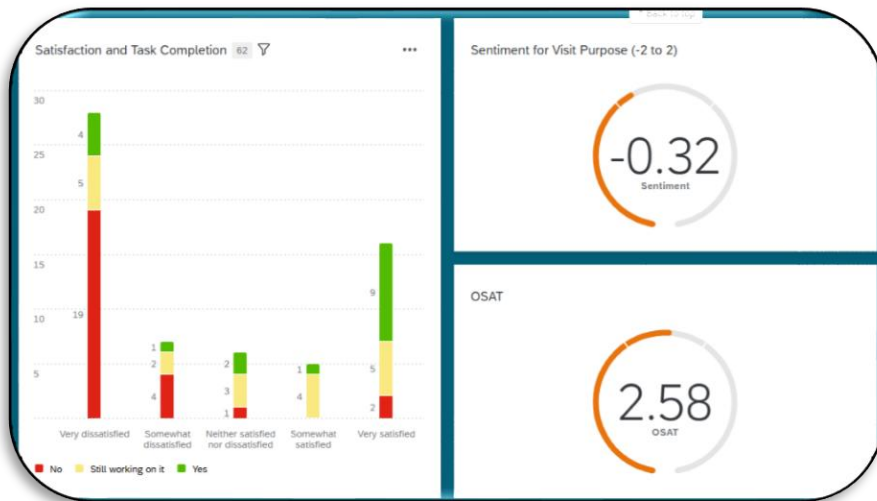 Back to top
Satisfaction and Task Completion 62
30
25
20
15
10
5
4
5
19
1
2
4
2
3
1
1
4
9
5
2
Very dissatisfied
Somewhat
dissatisfied
Neither satisfied
nor dissatisfied
Somewhat
satisfied
Very satisfied
No
Still working on it
Yes
Sentiment for Visit Purpose (-2 to 2)
-0.32
Sentiment
OSAT
2.58
OSAT